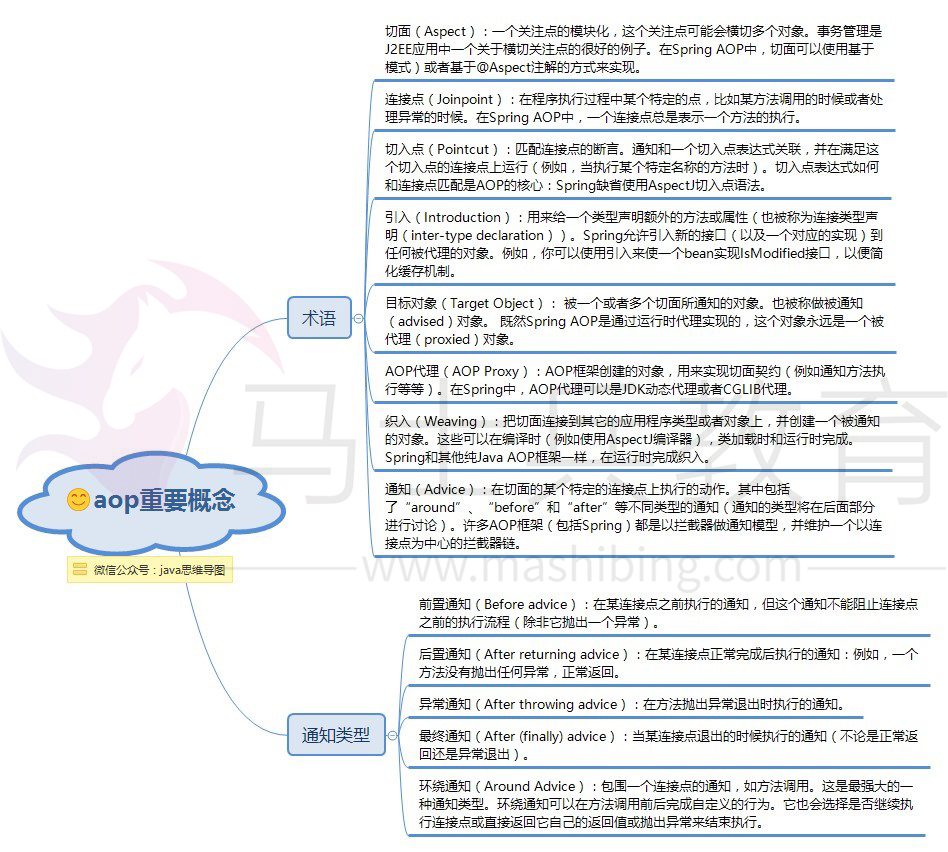 切面（Aspect）：一个关注点的模块化，这个关注点可能会横切多个对象。事务管理是
J2EE应用中一个关于横切关注点的很好的例子。在Spring AOP中，切面可以使用基于
模式）或者基于@Aspect注解的方式来实现。
连接点（Joinpoint）：在程序执行过程中某个特定的点，比如某方法调用的时候或者处
理异常的时候。在Spring AOP中，一个连接点总是表示一个方法的执行。
切入点（Pointcut）：匹配连接点的断言。通知和一个切入点表达式关联，并在满足这
个切入点的连接点上运行（例如，当执行某个特定名称的方法时）。切入点表达式如何
和连接点匹配是AOP的核心：Spring缺省使用AspectJ切入点语法。
引入（Introduction）：用来给一个类型声明额外的方法或属性（也被称为连接类型声
明（inter-type declaration））。Spring允许引入新的接口（以及一个对应的实现）到
任何被代理的对象。例如，你可以使用引入来使一个bean实现IsModified接口，以便简
化缓存机制。
目标对象（Target Object）： 被一个或者多个切面所通知的对象。也被称做被通知
（advised）对象。 既然Spring AOP是通过运行时代理实现的，这个对象永远是一个被
代理（proxied）对象。
AOP代理（AOP Proxy）：AOP框架创建的对象，用来实现切面契约（例如通知方法执
行等等）。在Spring中，AOP代理可以是JDK动态代理或者CGLIB代理。
织入（Weaving）：把切面连接到其它的应用程序类型或者对象上，并创建一个被通知
的对象。这些可以在编译时（例如使用AspectJ编译器），类加载时和运行时完成。
Spring和其他纯Java AOP框架一样，在运行时完成织入。
通知（Advice）：在切面的某个特定的连接点上执行的动作。其中包括
了“around”、“before”和“after”等不同类型的通知（通知的类型将在后面部分
进行讨论）。许多AOP框架（包括Spring）都是以拦截器做通知模型，并维护一个以连
接点为中心的拦截器链。
术语
aop重要概念
微信公众号：java思维导图
马士兵教育
www.mashibing.com
前置通知（Before advice）：在某连接点之前执行的通知，但这个通知不能阻止连接点
之前的执行流程（除非它抛出一个异常）。
后置通知（After returning advice）：在某连接点正常完成后执行的通知：例如，一个
方法没有抛出任何异常，正常返回。
异常通知（After throwing advice）：在方法抛出异常退出时执行的通知。
最终通知（After (finally) advice）：当某连接点退出的时候执行的通知（不论是正常返
回还是异常退出）。
环绕通知（Around Advice）：包围一个连接点的通知，如方法调用。这是最强大的一
种通知类型。环绕通知可以在方法调用前后完成自定义的行为。它也会选择是否继续执
行连接点或直接返回它自己的返回值或抛出异常来结束执行。
通知类型